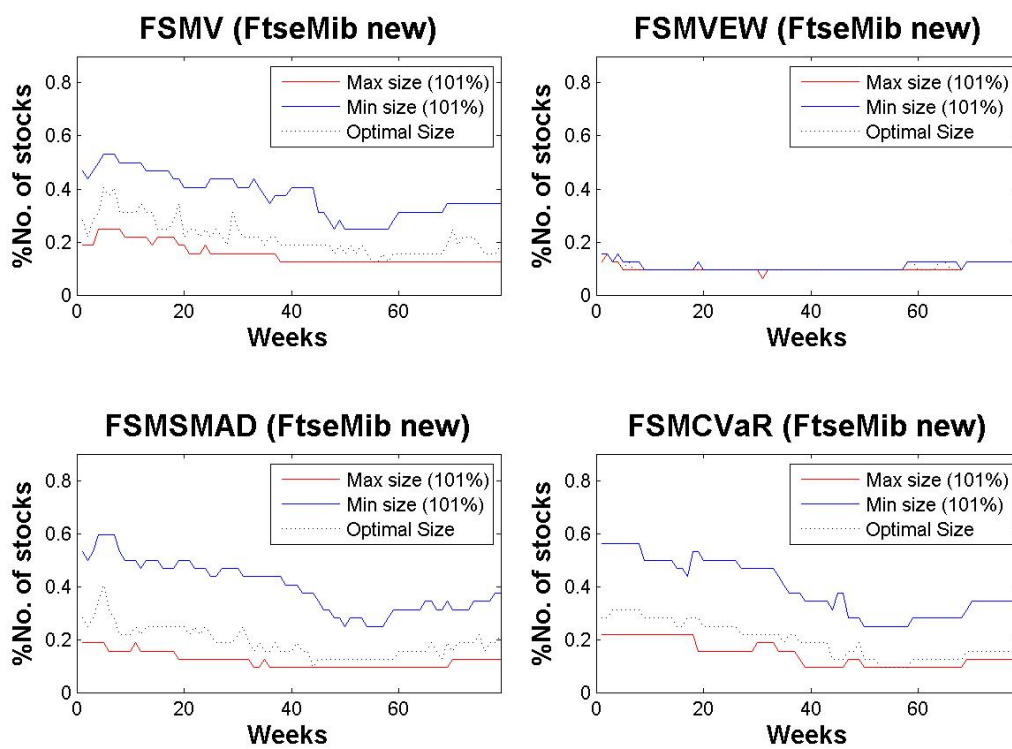 FSMV (FtseMib new)
%No. of stocks
0.8
0.6
0.4
0.2
0
Max size (101%)
Min size (101%)
Optimal Size
0 20 40 60
Weeks
FSMVEW (FtseMib new)
%No. of stocks
0.8
0.6
0.4
0.2
0
Max size (101%)
Min size (101%)
Optimal Size
0 20 40 60
Weeks
FSMSMAD (FtseMib new)
%No. of stocks
0.8
0.6
0.4
0.2
0
Max size (101%)
Min size (101%)
Optimal Size
0 20 40 60
Weeks
FSMCVaR (FtseMib new)
%No. of stocks
0.8
0.6
0.4
0.2
0
Max size (101%)
Min size (101%)
Optimal Size
0 20 40 60
Weeks